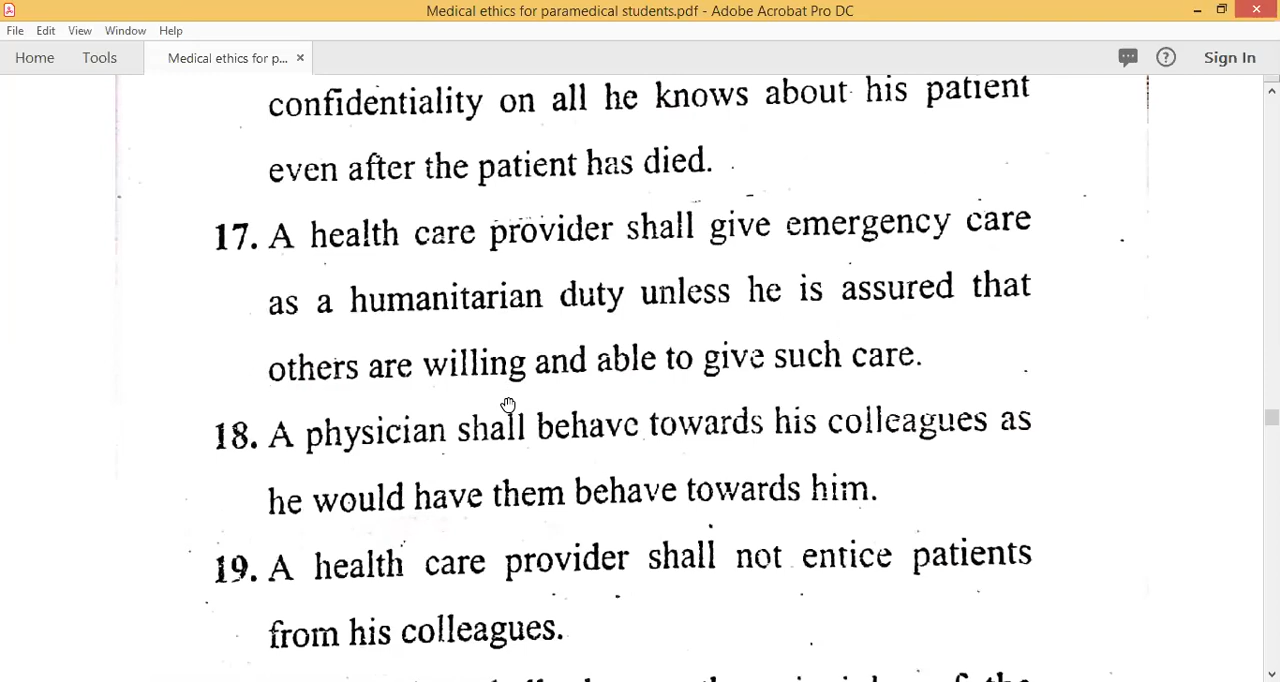 Medical ethics for paramedical students.pdf - Adobe Acrobat Pro DC
File Edit View Window Help
Home Tools Medical ethics for p... × Sign In
confidentiality on all he knows about his patient
even after the patient has died.
17. A health care provider shall give emergency care
as a humanitarian duty unless he is assured that
others are willing and able to give such care.
18. A physician shall behave towards his colleagues as
he would have them behave towards him.
19. A health care provider shall not entice patients
from his colleagues.